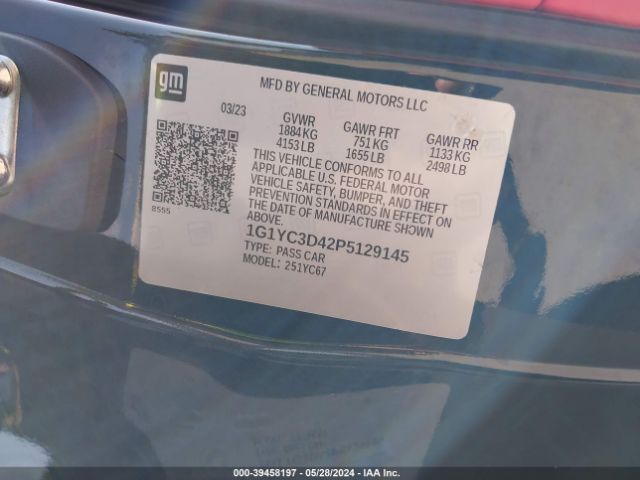 gm
MFD BY GENERAL MOTORS LLC
03/23
GVWR GAWR FRT GAWR RR
1884 KG 751 KG 1133 KG
4153 LB 1655 LB 2498 LB
THIS VEHICLE CONFORMS TO ALL
APPLICABLE U.S. FEDERAL MOTOR
VEHICLE SAFETY, BUMPER, AND THEFT
PREVENTION STANDARDS IN EFFECT ON
THE DATE OF MANUFACTURE SHOWN
ABOVE.
8555
1G1YC3D42P5129145
TYPE: PASS CAR
MODEL: 251YC67
000-39458197 - 05/28/2024 - IAA Inc.